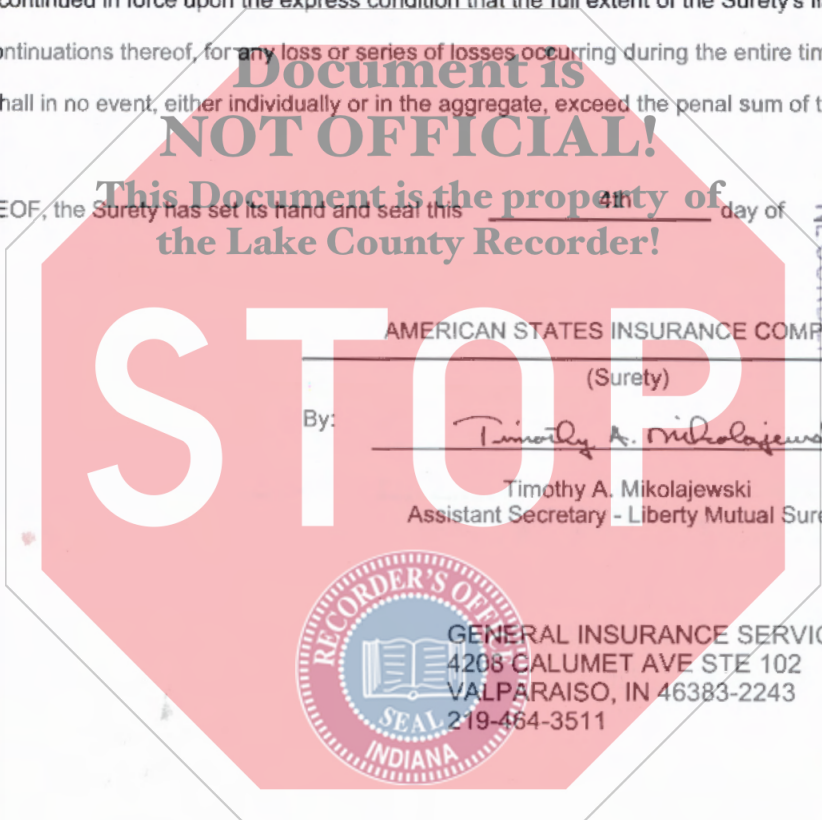 continued in force upon the express condition that the full extent of the Surety's
ontinuations thereof, for any loss or series of losses occurring during the entire
hall in no event, either individually or in the aggregate, exceed the penal sum of
Document is
NOT OFFICIAL!
This Document is the property of
the Lake County Recorder!
EOF, the Surety has set its hand and seal this 4th day of
STOP
AMERICAN STATES INSURANCE COMP
(Surety)
By: Timothy A. Mikolajews
Timothy A. Mikolajewski
Assistant Secretary - Liberty Mutual Sure
RECORDER'S OFFICE
SEAL
INDIANA
GENERAL INSURANCE SERVIC
4208 CALUMET AVE STE 102
VALPARAISO, IN 46383-2243
219-464-3511